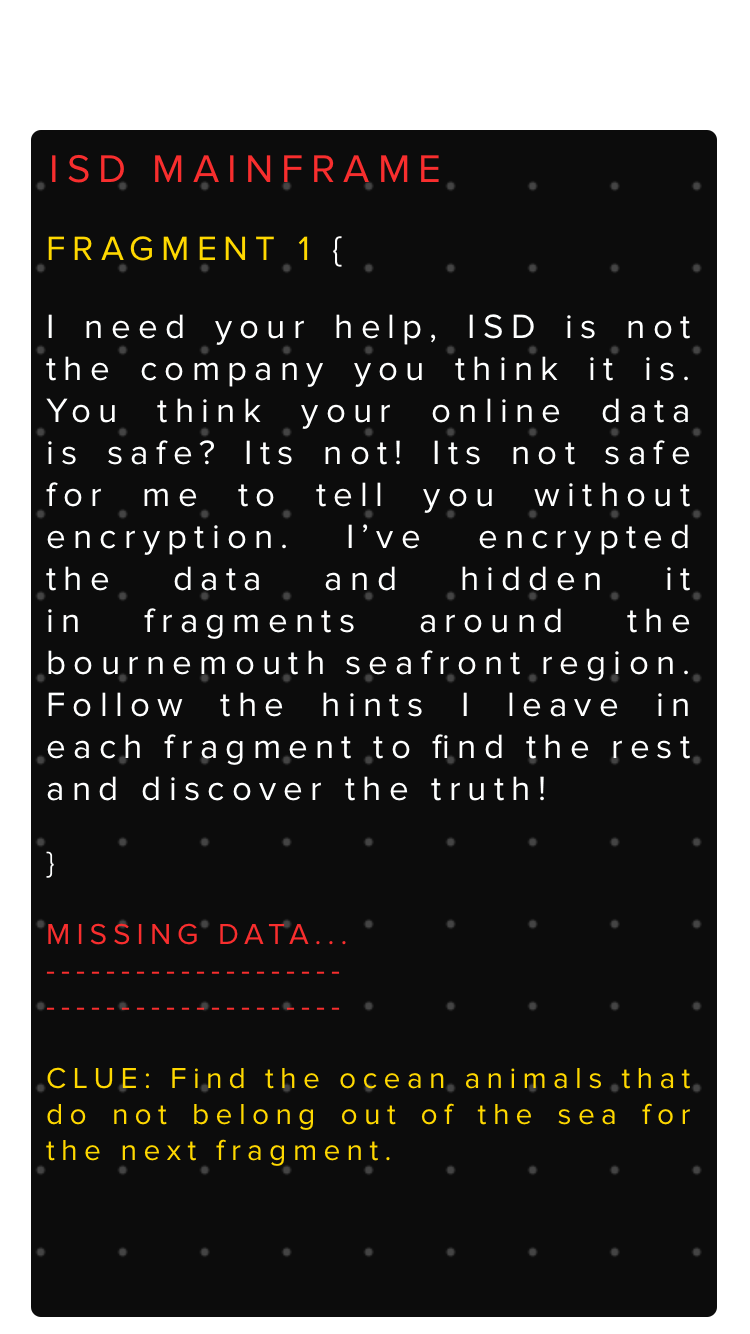 ISD MAINFRAME
FRAGMENT 1 {
I need your help, ISD is not
the company you think it is.
You think your online data
is safe? Its not! Its not safe
for me to tell you without
encryption. I’ve encrypted
the data and hidden it
in fragments around the
bournemouth seafront region.
Follow the hints I leave in
each fragment to find the rest
and discover the truth!
}
MISSING DATA...
--------------------
--------------------
CLUE: Find the ocean animals that
do not belong out of the sea for
the next fragment.